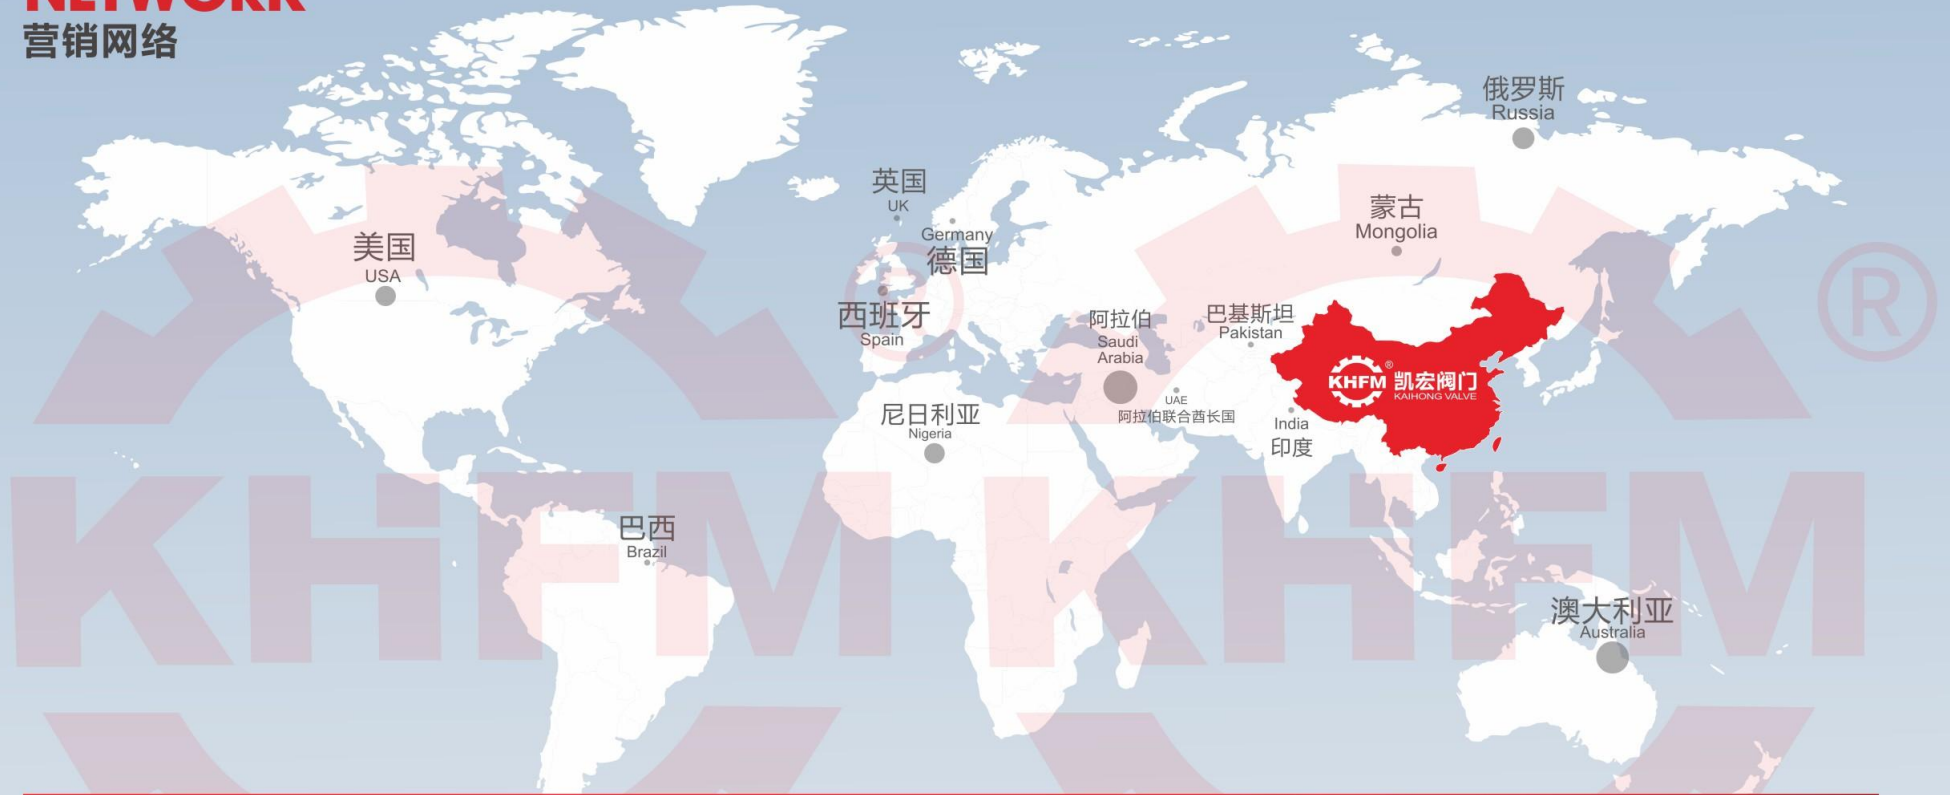 NETWORK
营销网络
俄罗斯
Russia
英国
UK
蒙古
Mongolia
Germany
德国
美国
USA
西班牙
Spain
阿拉伯
Saudi
Arabia
巴基斯坦
Pakistan
KHFM® 凯宏阀门
KAIHONG VALVE
UAE
阿拉伯联合酋长国
India
印度
尼日利亚
Nigeria
巴西
Brazil
澳大利亚
Australia
KHFM®
KHFM®